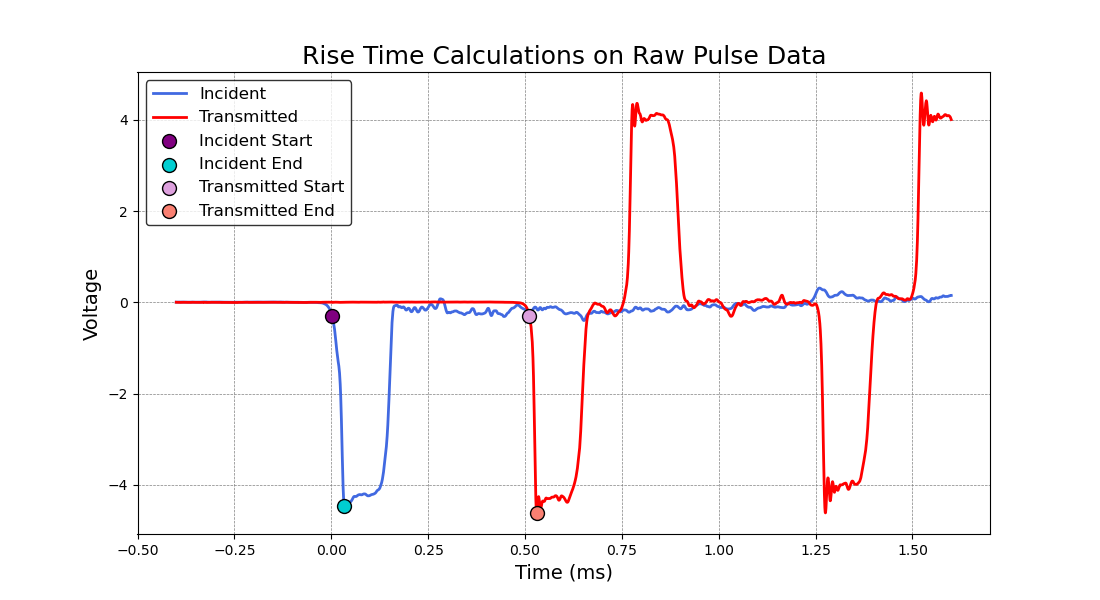 Rise Time Calculations on Raw Pulse Data
Incident
Transmitted
Incident Start
Incident End
Transmitted Start
Transmitted End
Voltage
4
2
0
−2
−4
−0.50
−0.25
0.00
0.25
0.50
0.75
1.00
1.25
1.50
Time (ms)